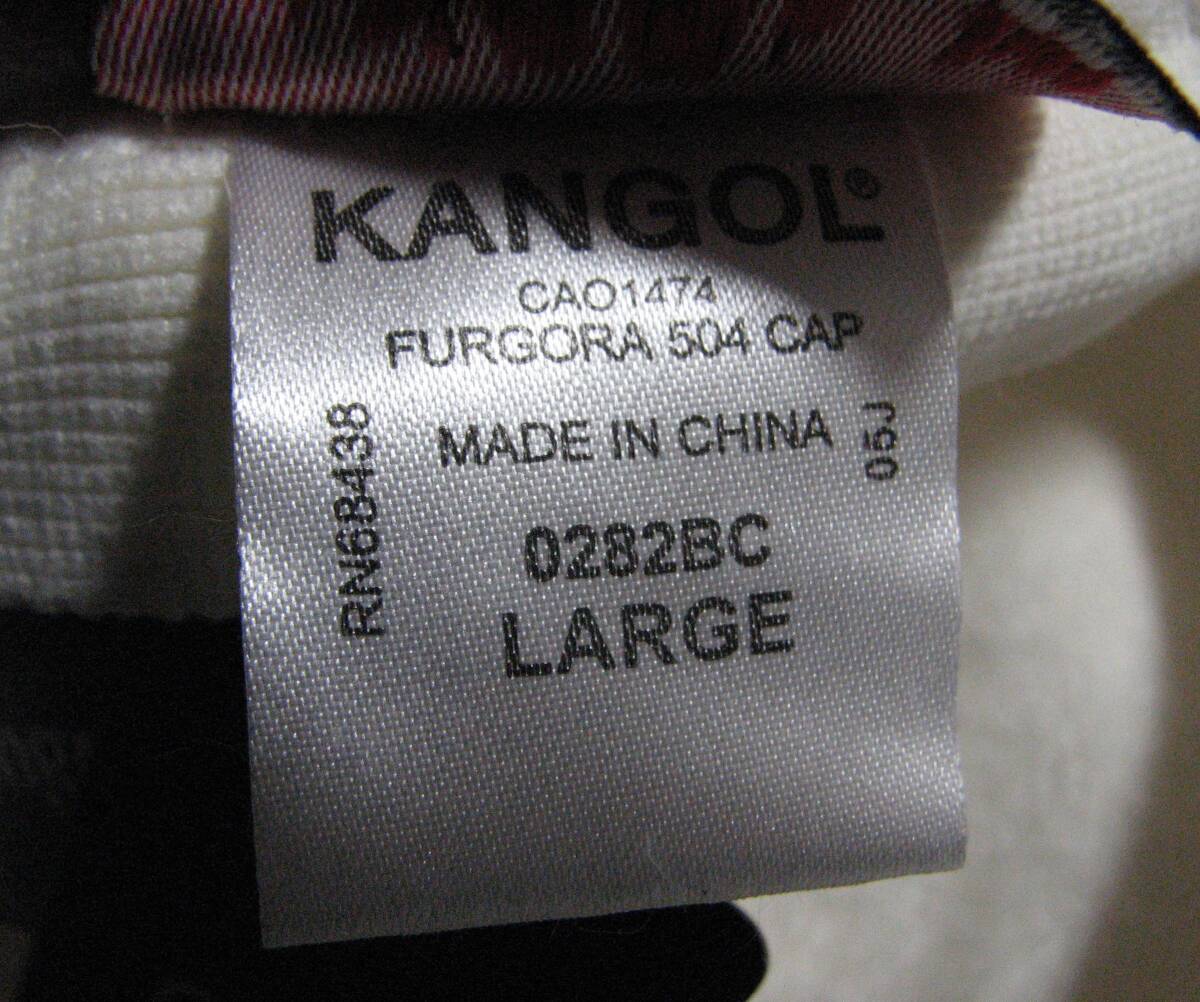 KANGOL®
CAO1474
FURGORA 504 CAP
RN68438
MADE IN CHINA
05J
0282BC
LARGE